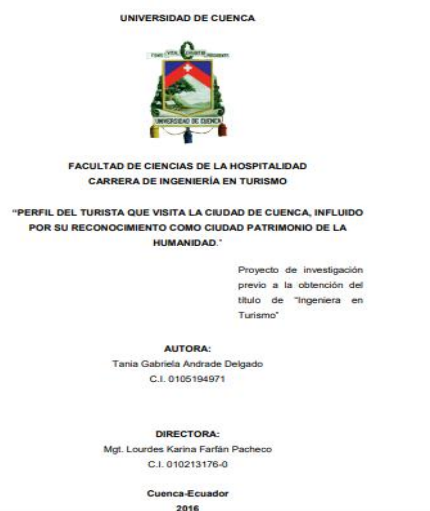 UNIVERSIDAD DE CUENCA
UNIVERSIDAD DE CUENCA
FACULTAD DE CIENCIAS DE LA HOSPITALIDAD
CARRERA DE INGENIERÍA EN TURISMO
"PERFIL DEL TURISTA QUE VISITA LA CIUDAD DE CUENCA, INFLUIDO
POR SU RECONOCIMIENTO COMO CIUDAD PATRIMONIO DE LA
HUMANIDAD."
Proyecto de investigación
previo a la obtención del
título de "Ingeniera en
Turismo"
AUTORA:
Tania Gabriela Andrade Delgado
C.I. 0105194971
DIRECTORA:
Mgt. Lourdes Karina Farfán Pacheco
C.I. 010213176-0
Cuenca-Ecuador
2016